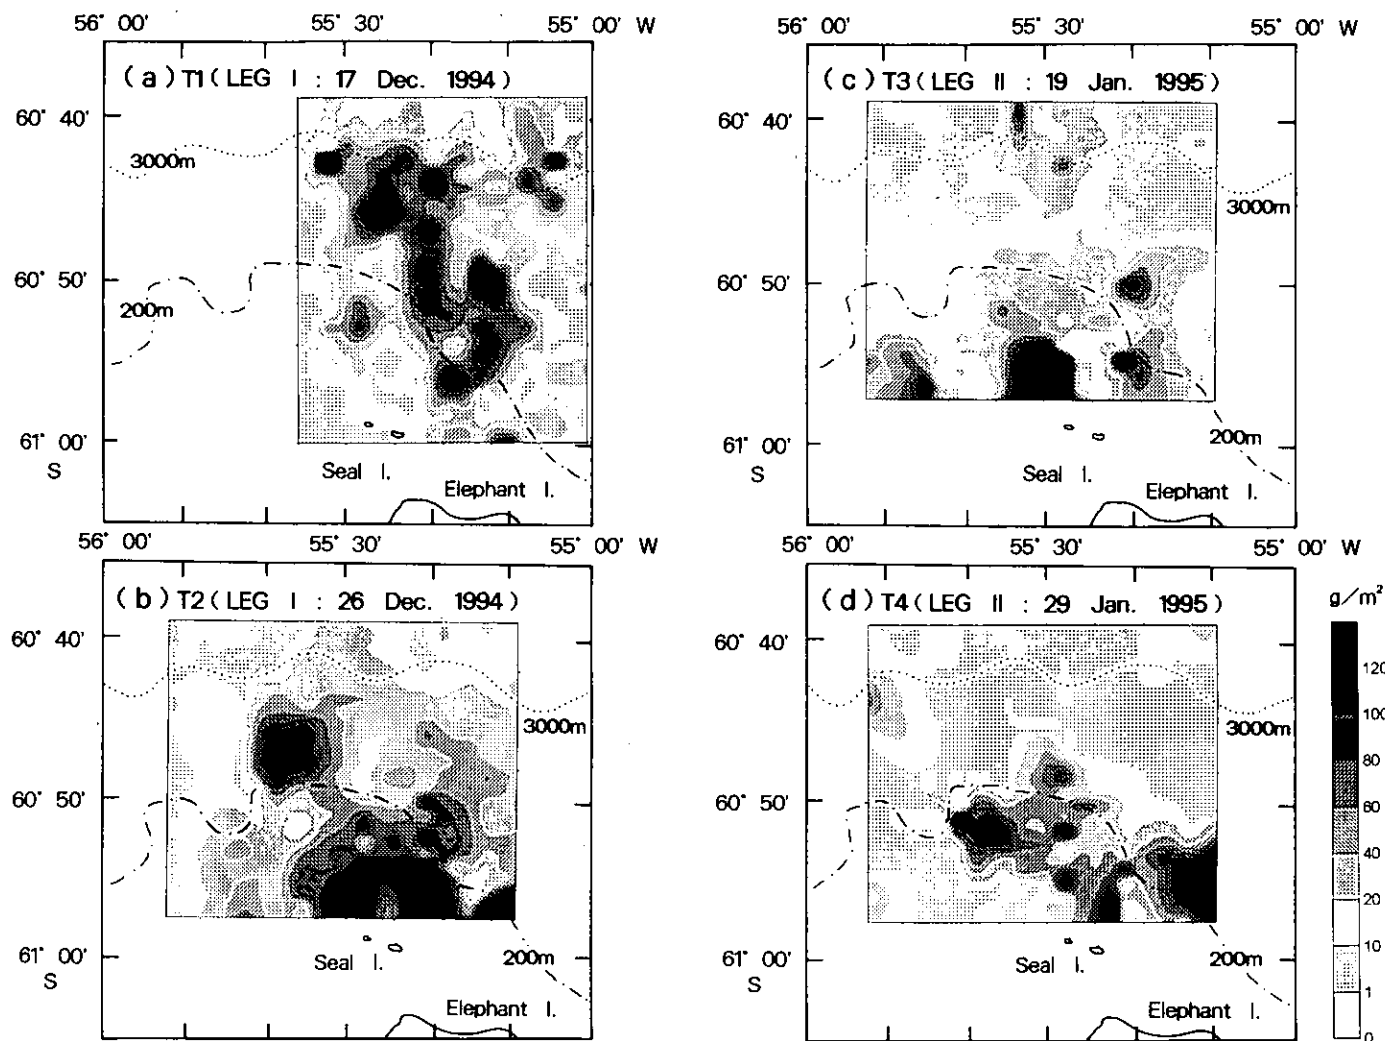 56° 00' 55° 30' 55° 00' W
(a) T1 (LEG I : 17 Dec. 1994)
60° 40'
3000m
60° 50'
200m
61° 00'
S
Seal I.
Elephant I.
56° 00' 55° 30' 55° 00' W
(c) T3 (LEG II : 19 Jan. 1995)
60° 40'
3000m
60° 50'
61° 00'
200m
S
Seal I.
Elephant I.
56° 00' 55° 30' 55° 00' W
(b) T2 (LEG I : 26 Dec. 1994)
60° 40'
3000m
60° 50'
61° 00'
200m
S
Seal I.
Elephant I.
56° 00' 55° 30' 55° 00' W
(d) T4 (LEG II : 29 Jan. 1995)
60° 40'
3000m
60° 50'
61° 00'
200m
S
Seal I.
Elephant I.
g/m²
120
100
80
60
40
20
10
1
0